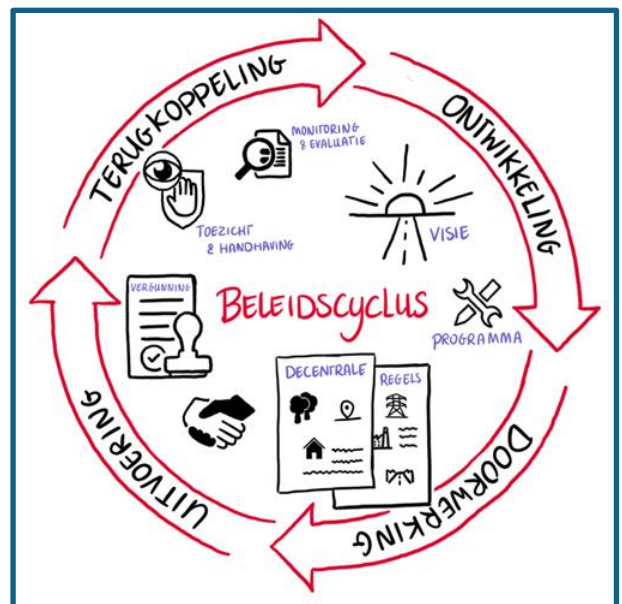 TERUGKOPPELING
ONTWIKKELING
MONITORING
& EVALUATIE
TOEZICHT
& HANDHAVING
VISIE
VERGUNNING
BELEIDSCYCLUS
PROGRAMMA
DECENTRALE
REGELS
UITVOERING
DOORWERKING